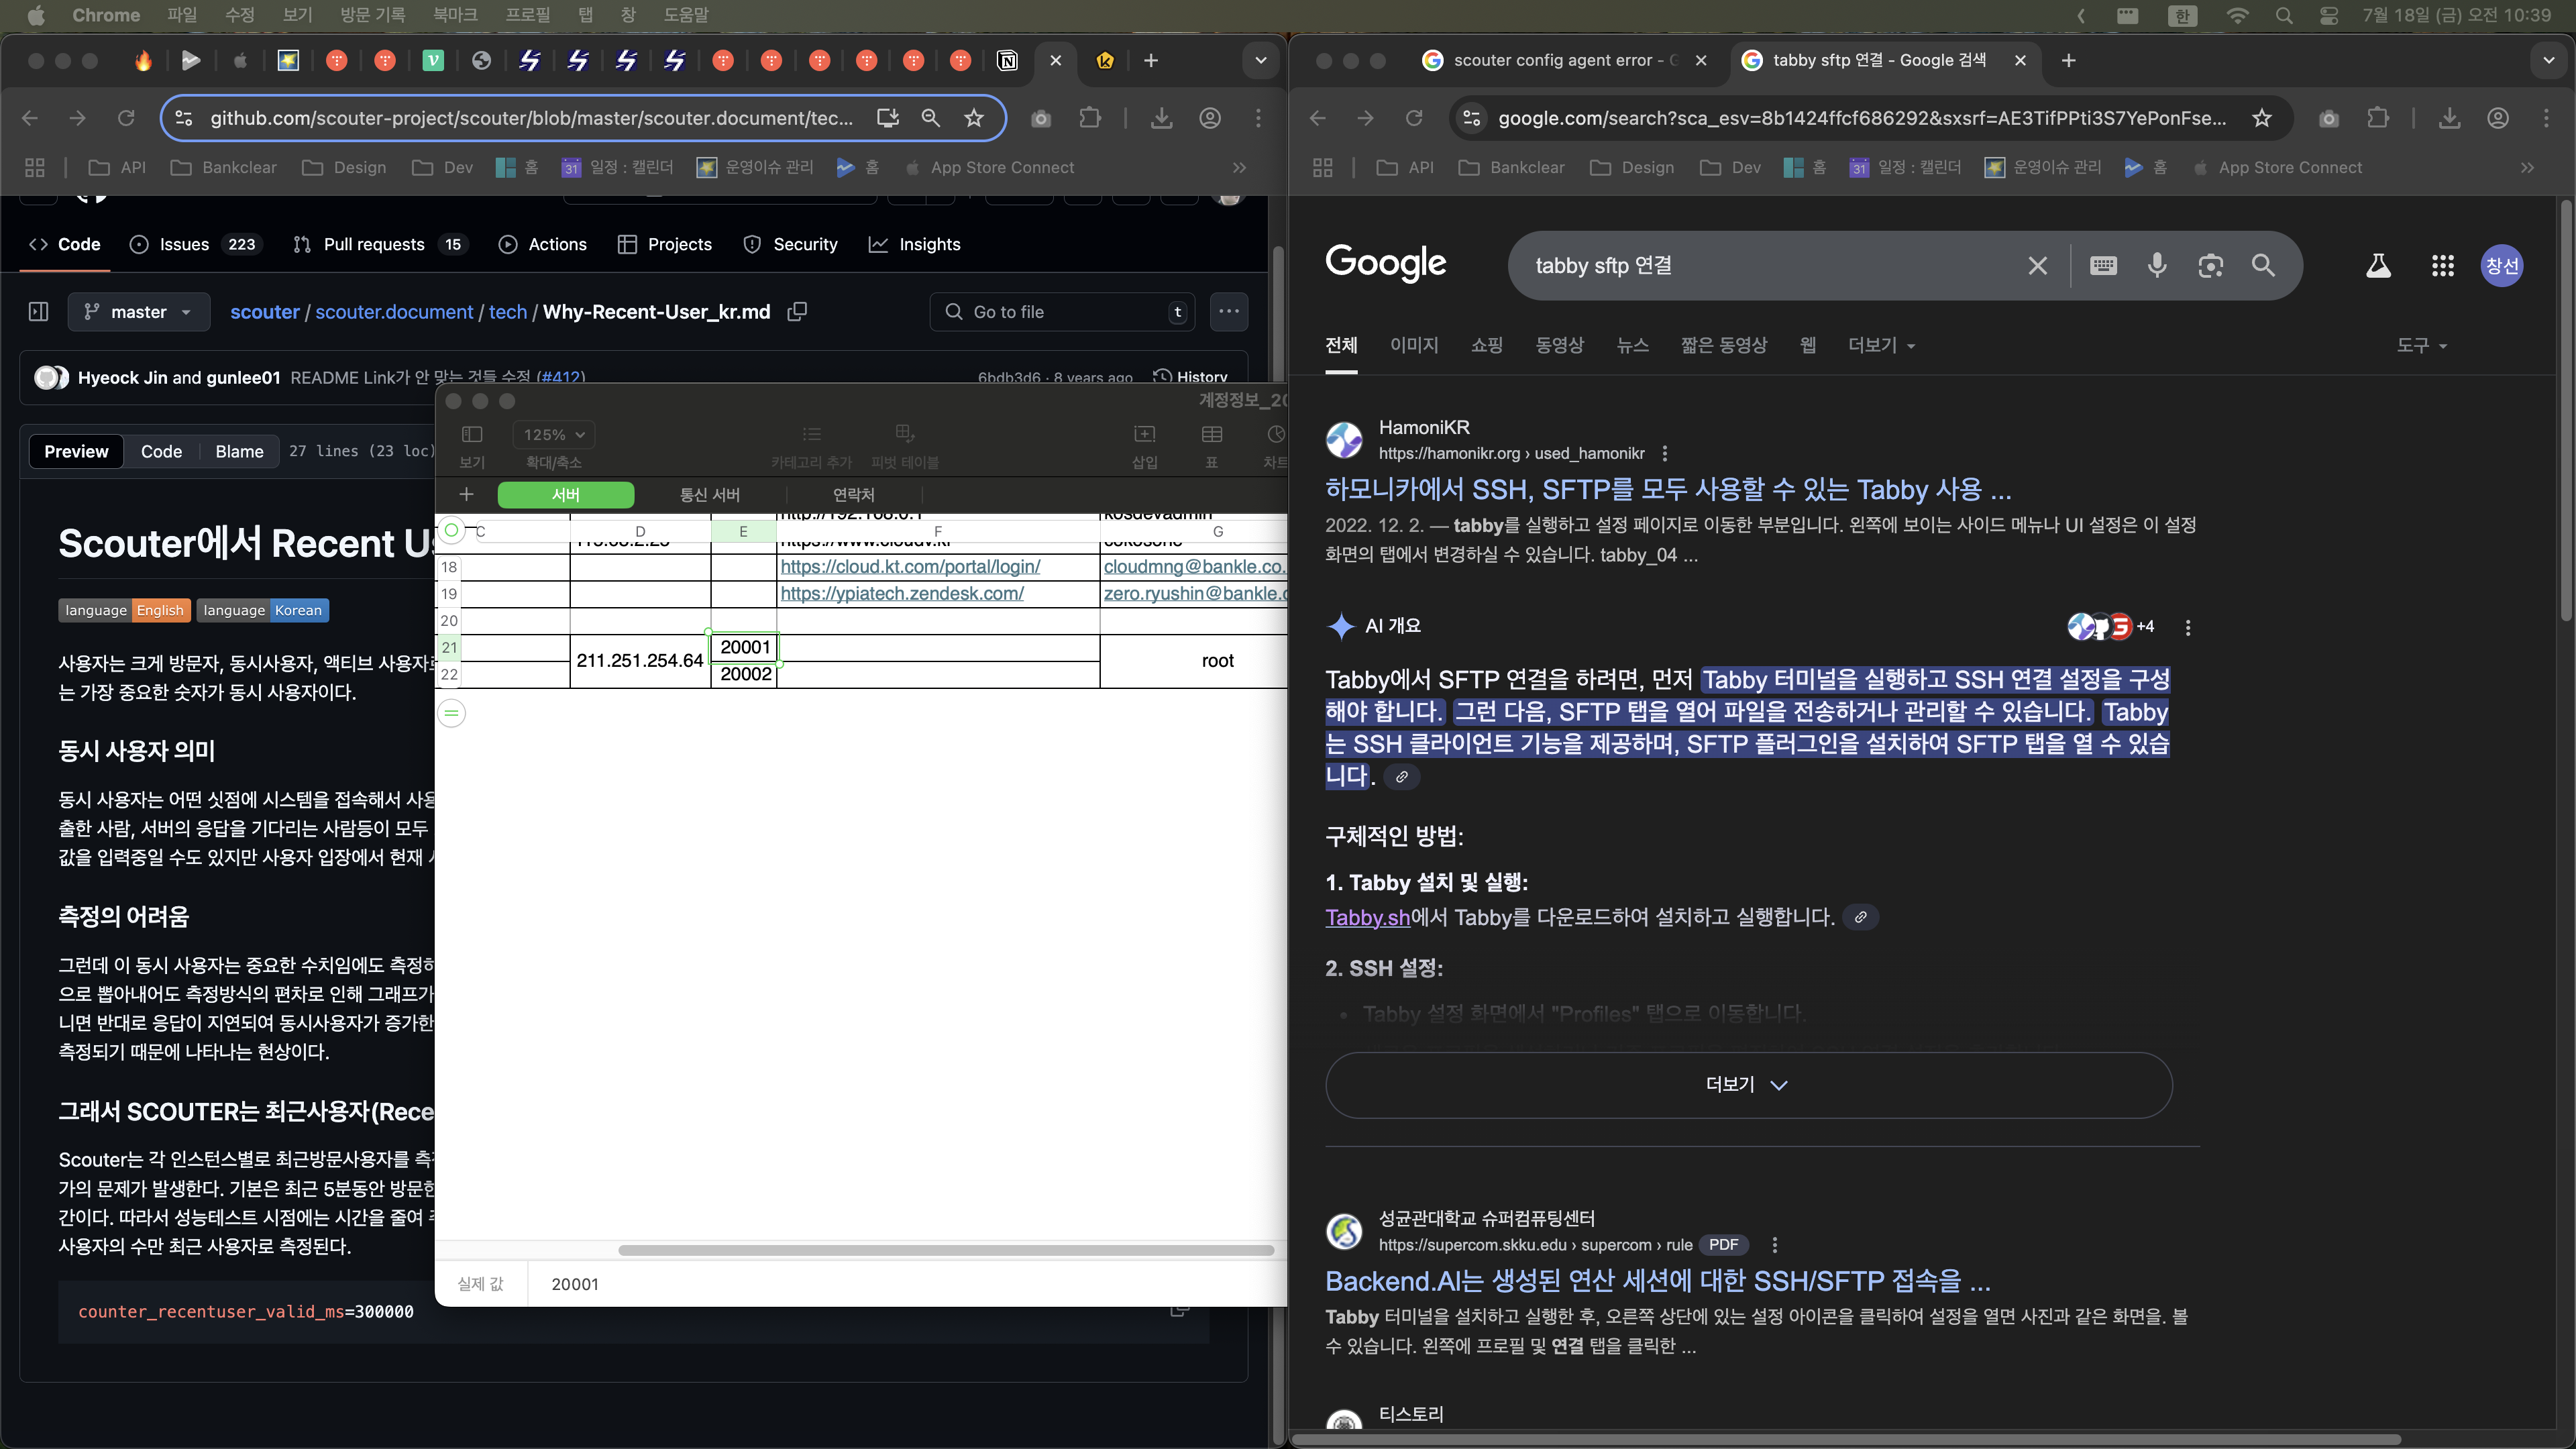 Chrome 파일 수정 보기 방문 기록 북마크 프로필 탭 창 도움말
한 7월 18일 (금) 오전 10:39
github.com/scouter-project/scouter/blob/master/scouter.document/tec...
API Bankclear Design Dev 홈 31 일정 : 캘린더 운영이슈 관리 홈 App Store Connect
Code Issues 223 Pull requests 15 Actions Projects Security Insights
master scouter / scouter.document / tech / Why-Recent-User_kr.md Go to file t
Hyeock Jin and gunlee01 README Link가 안 맞는 것들 수정 (#412) 6bdb3d6 · 8 years ago History
Preview Code Blame 27 lines (23 loc)
Scouter에서 Recent U
language English language Korean
사용자는 크게 방문자, 동시사용자, 액티브 사용자
는 가장 중요한 숫자가 동시 사용자이다.
동시 사용자 의미
동시 사용자는 어떤 싯점에 시스템을 접속해서 사용
출한 사람, 서버의 응답을 기다리는 사람등이 모두
값을 입력중일 수도 있지만 사용자 입장에서 현재
측정의 어려움
그런데 이 동시 사용자는 중요한 수치임에도 측정하
으로 뽑아내어도 측정방식의 편차로 인해 그래프가
니면 반대로 응답이 지연되어 동시사용자가 증가한
측정되기 때문에 나타나는 현상이다.
그래서 SCOUTER는 최근사용자(Rece
Scouter는 각 인스턴스별로 최근방문사용자를 측
가의 문제가 발생한다. 기본은 최근 5분동안 방문한
간이다. 따라서 성능테스트 시점에는 시간을 줄여
사용자의 수만 최근 사용자로 측정된다.
counter_recentuser_valid_ms=300000
계정정보_20
125%
보기 확대/축소 카테고리 추가 피벗 테이블 삽입 표 차트
서버 통신 서버 연락처
http://192.168.0.1 kosdevadmin
C D E F G
https://www.cloudv.kr
18 https://cloud.kt.com/portal/login/ cloudmng@bankle.co.
19 https://ypiatech.zendesk.com/ zero.ryushin@bankle.c
20
21 211.251.254.64 20001 root
22 20002
실제 값 20001
scouter config agent error - G tabby sftp 연결 - Google 검색
google.com/search?sca_esv=8b1424ffcf686292&sxsrf=AE3TifPPti3S7YePonFse...
API Bankclear Design Dev 홈 31 일정 : 캘린더 운영이슈 관리 홈 App Store Connect
Google tabby sftp 연결 창선
전체 이미지 쇼핑 동영상 뉴스 짧은 동영상 웹 더보기 도구
HamoniKR
https://hamonikr.org › used_hamonikr
하모니카에서 SSH, SFTP를 모두 사용할 수 있는 Tabby 사용 ...
2022. 12. 2. — tabby를 실행하고 설정 페이지로 이동한 부분입니다. 왼쪽에 보이는 사이드 메뉴나 UI 설정은 이 설정
화면의 탭에서 변경하실 수 있습니다. tabby_04 ...
AI 개요 +4
Tabby에서 SFTP 연결을 하려면, 먼저 Tabby 터미널을 실행하고 SSH 연결 설정을 구성
해야 합니다. 그런 다음, SFTP 탭을 열어 파일을 전송하거나 관리할 수 있습니다. Tabby
는 SSH 클라이언트 기능을 제공하며, SFTP 플러그인을 설치하여 SFTP 탭을 열 수 있습
니다.
구체적인 방법:
1. Tabby 설치 및 실행:
Tabby.sh에서 Tabby를 다운로드하여 설치하고 실행합니다.
2. SSH 설정:
Tabby 설정 화면에서 "Profiles" 탭으로 이동합니다.
더보기
성균관대학교 슈퍼컴퓨팅센터
https://supercom.skku.edu › supercom › rule PDF
Backend.AI는 생성된 연산 세션에 대한 SSH/SFTP 접속을 ...
Tabby 터미널을 설치하고 실행한 후, 오른쪽 상단에 있는 설정 아이콘을 클릭하여 설정을 열면 사진과 같은 화면을. 볼
수 있습니다. 왼쪽에 프로필 및 연결 탭을 클릭한 ...
티스토리